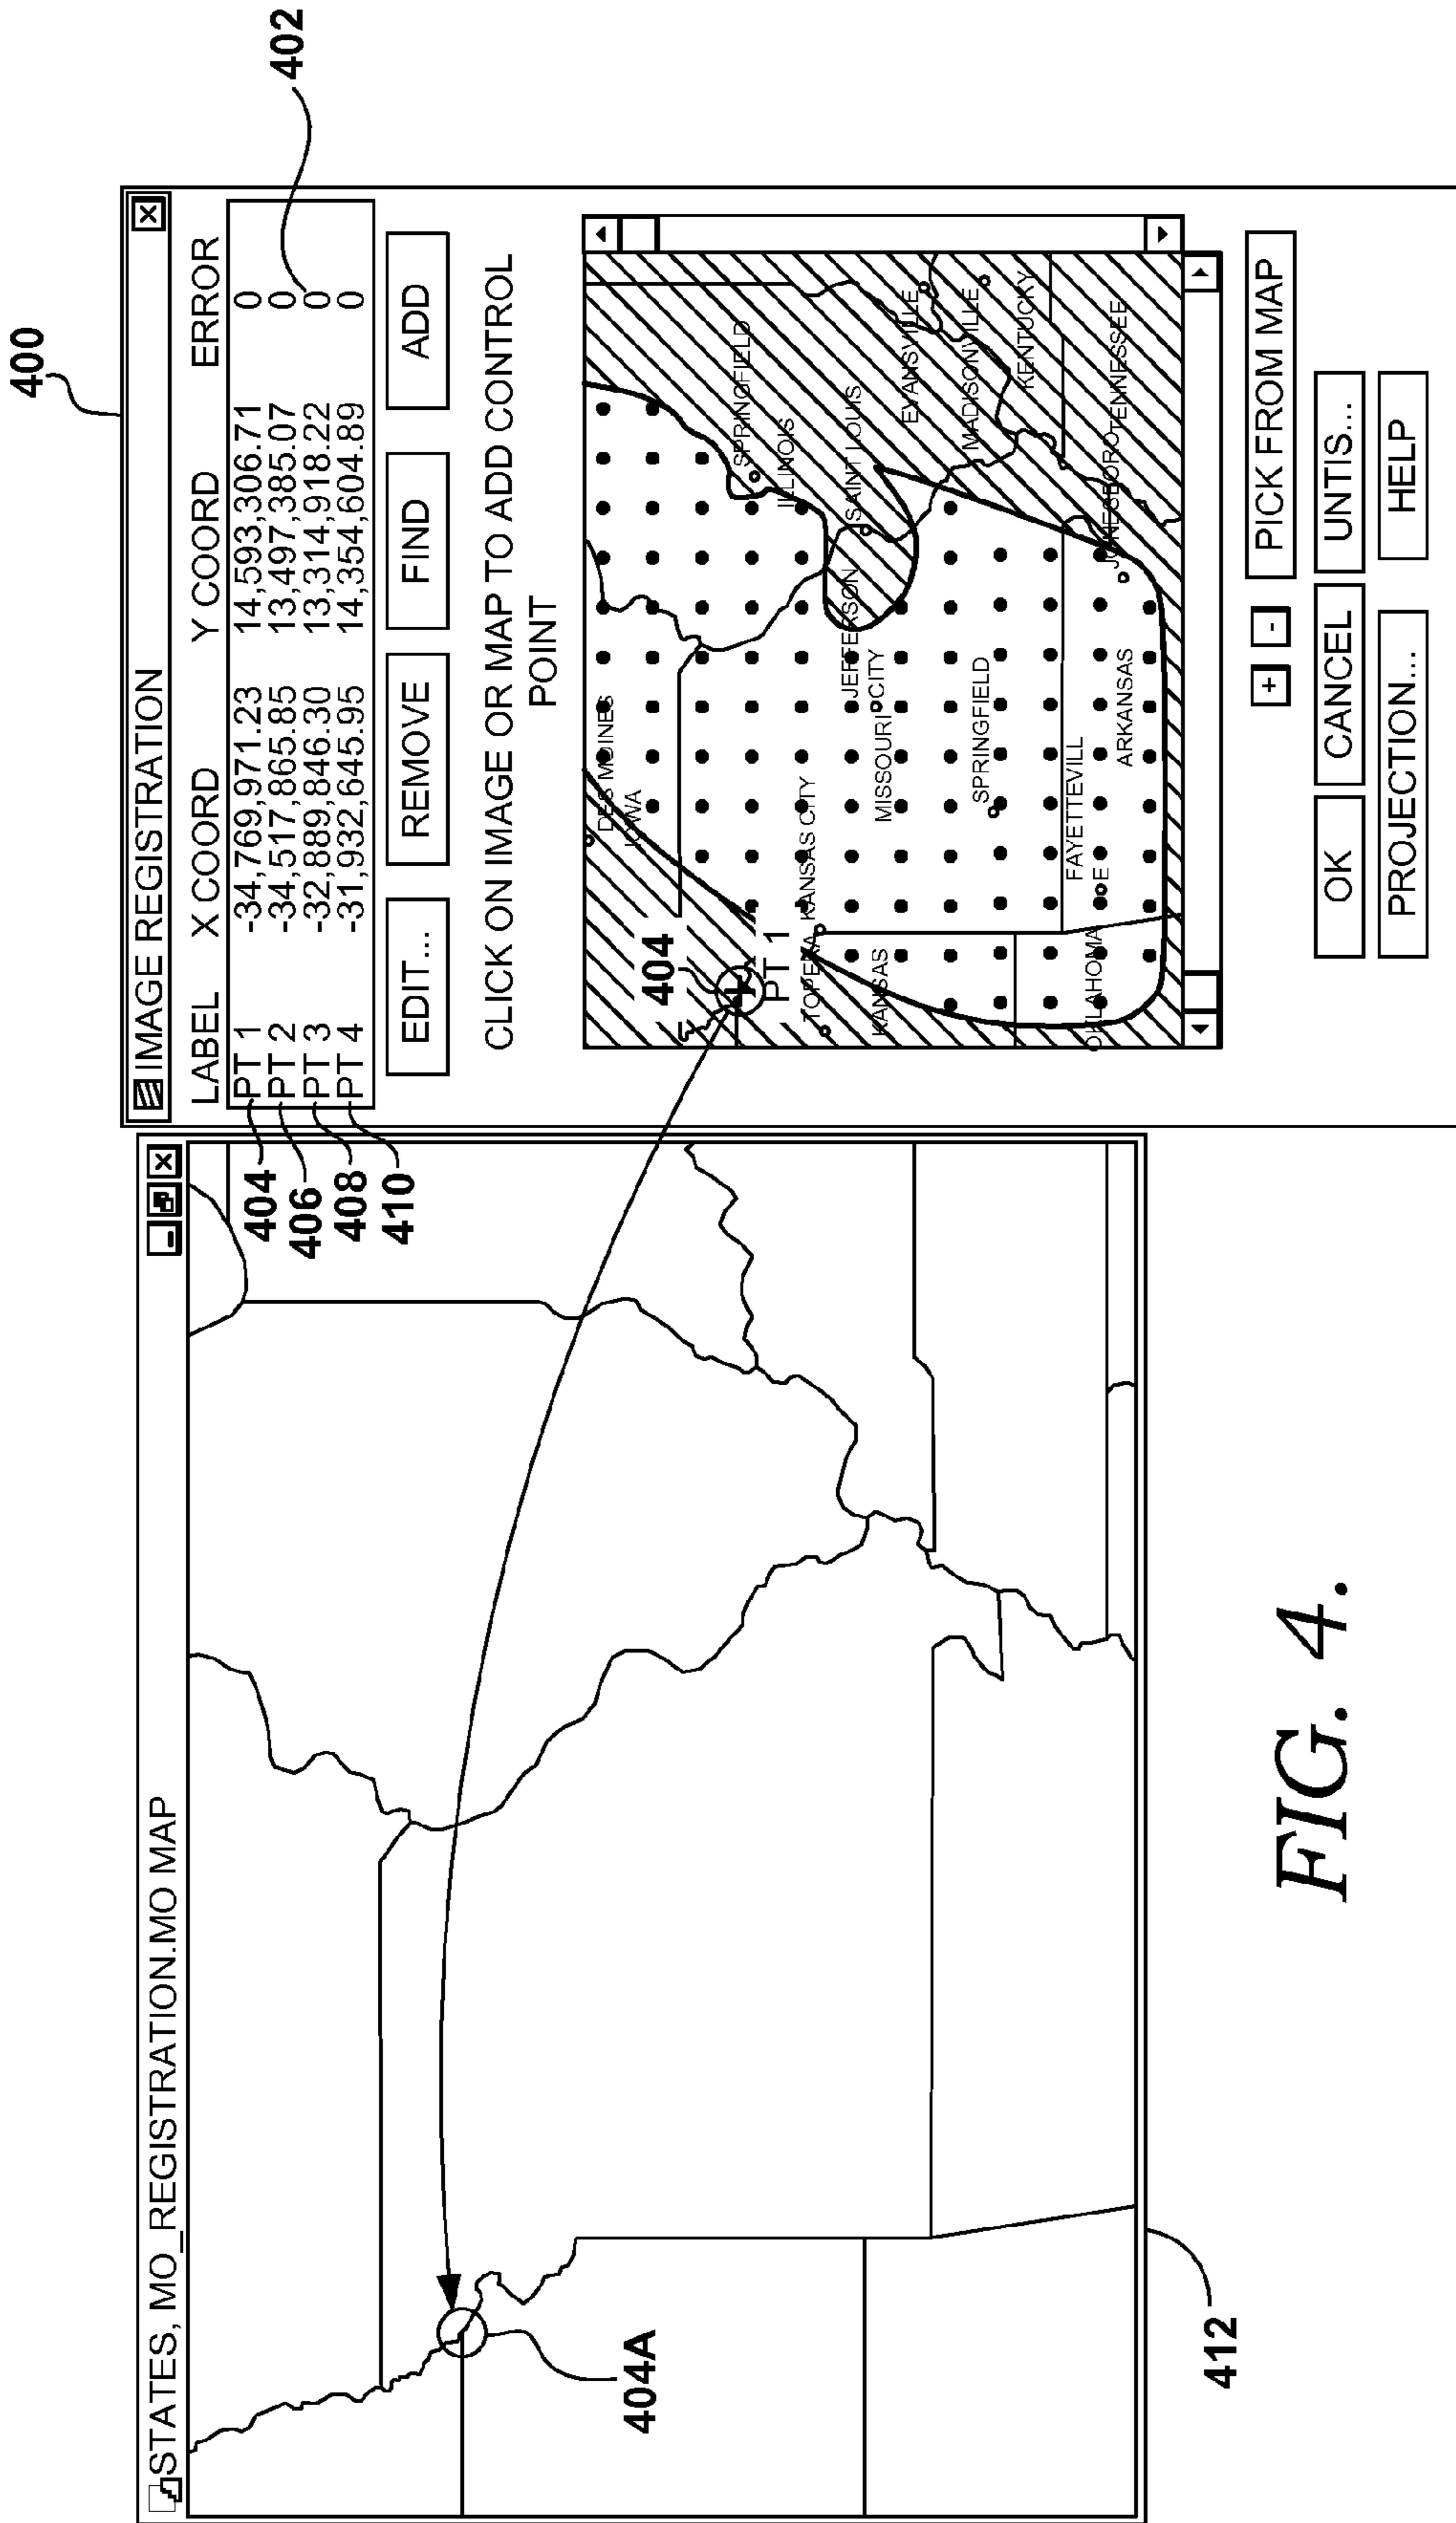 400
STATES, MO_REGISTRATION.MO MAP
IMAGE REGISTRATION
LABEL X COORD Y COORD ERROR
PT 1 -34,769,971.23 14,593,306.71 0
PT 2 -34,517,865.85 13,497,385.07 0
PT 3 -32,889,846.30 13,314,918.22 0
PT 4 -31,932,645.95 14,354,604.89 0
402
404
406
408
410
EDIT... REMOVE FIND ADD
CLICK ON IMAGE OR MAP TO ADD CONTROL
POINT
DES MOINES
IOWA
404
PT 1
SPRINGFIELD
ILLINOIS
TOPEKA
KANSAS CITY
JEFFERSON
CITY
SAINT LOUIS
MISSOURI
KANSAS
EVANSVILLE
MADISONVILLE
SPRINGFIELD
KENTUCKY
FAYETTEVILL
E
OKLAHOMA
JONESBORO
TENNESSEE
ARKANSAS
+ -
PICK FROM MAP
OK CANCEL UNTIS...
PROJECTION... HELP
404A
412
FIG. 4.